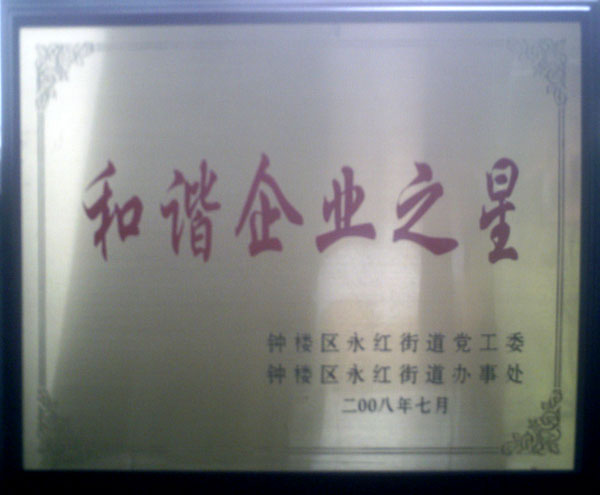 和谐企业之星
钟楼区永红街道党工委
钟楼区永红街道办事处
二00八年七月